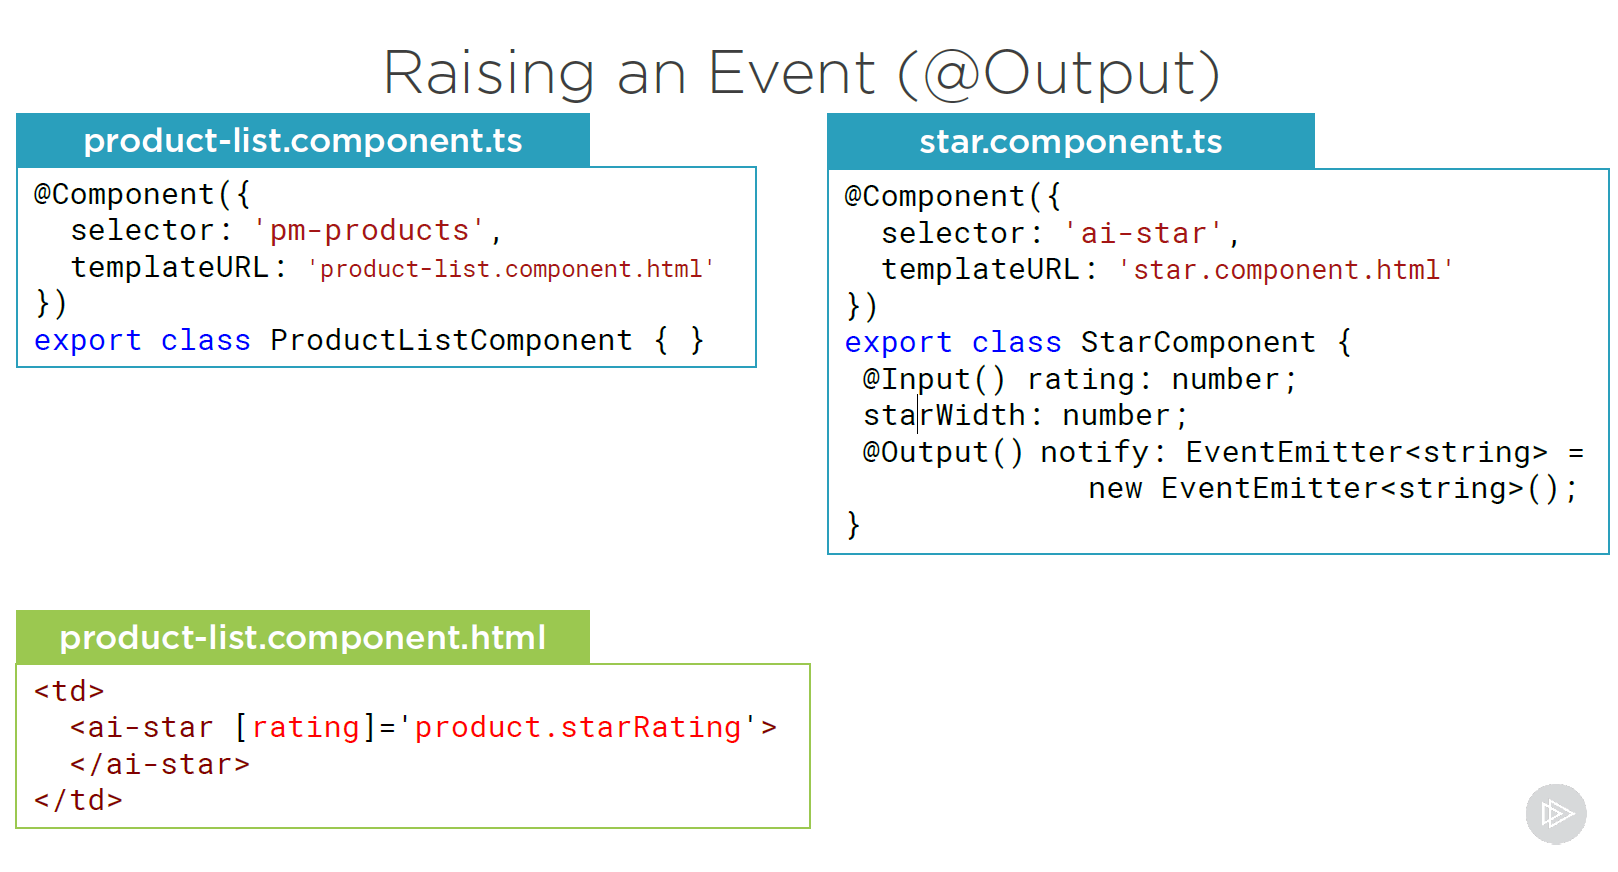 Raising an Event (@Output)
product-list.component.ts
@Component({
  selector: 'pm-products',
  templateURL: 'product-list.component.html'
})
export class ProductListComponent { }
star.component.ts
@Component({
  selector: 'ai-star',
  templateURL: 'star.component.html'
})
export class StarComponent {
 @Input() rating: number;
 starWidth: number;
 @Output() notify: EventEmitter<string> =
new EventEmitter<string>();
}
product-list.component.html
<td>
  <ai-star [rating]='product.starRating'>
  </ai-star>
</td>